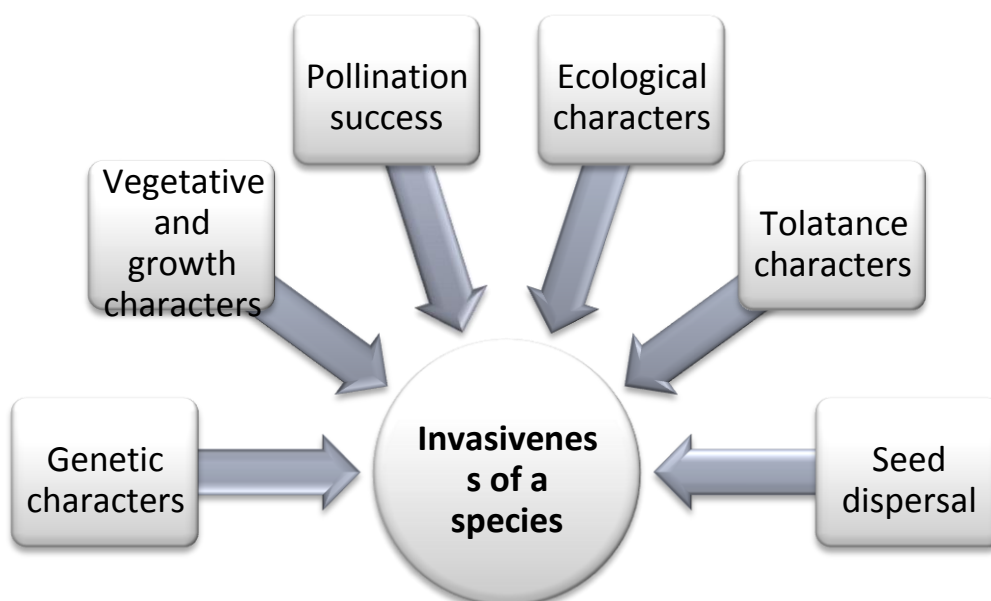 Pollination
success
Ecological
characters
Vegetative
and
growth
characters
Tolatance
characters
Genetic
characters
Invasivenes
s of a
species
Seed
dispersal